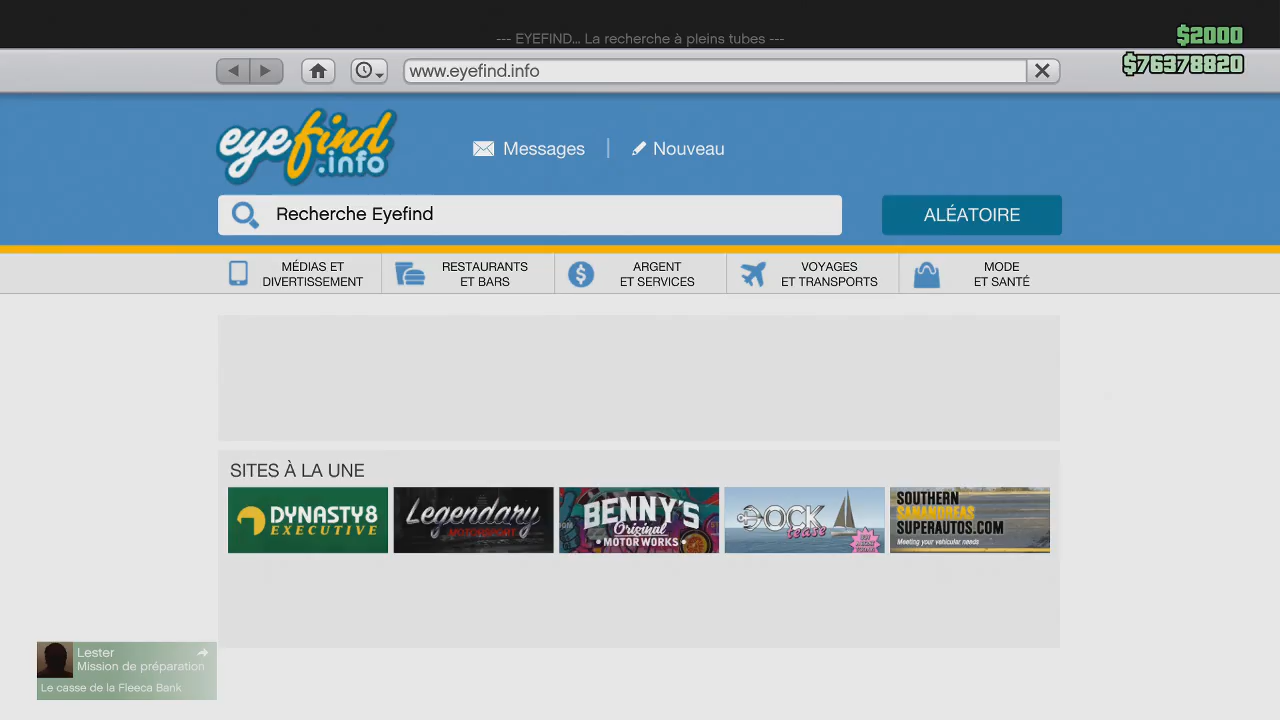 --- EYEFIND... La recherche à pleins tubes ---
$2000
$76378820
www.eyefind.info
eyefind
.info
Messages
Nouveau
Recherche Eyefind
ALÉATOIRE
MÉDIAS ET
DIVERTISSEMENT
RESTAURANTS
ET BARS
ARGENT
ET SERVICES
VOYAGES
ET TRANSPORTS
MODE
ET SANTÉ
SITES À LA UNE
DYNASTY8
EXECUTIVE
Legendary
MOTORSPORT
BENNY'S
Original
MOTORWORKS
DOCK
tease
SOUTHERN
SANANDREAS
SUPERAUTOS.COM
Meeting your vehicular needs
Lester
Mission de préparation
Le casse de la Fleeca Bank